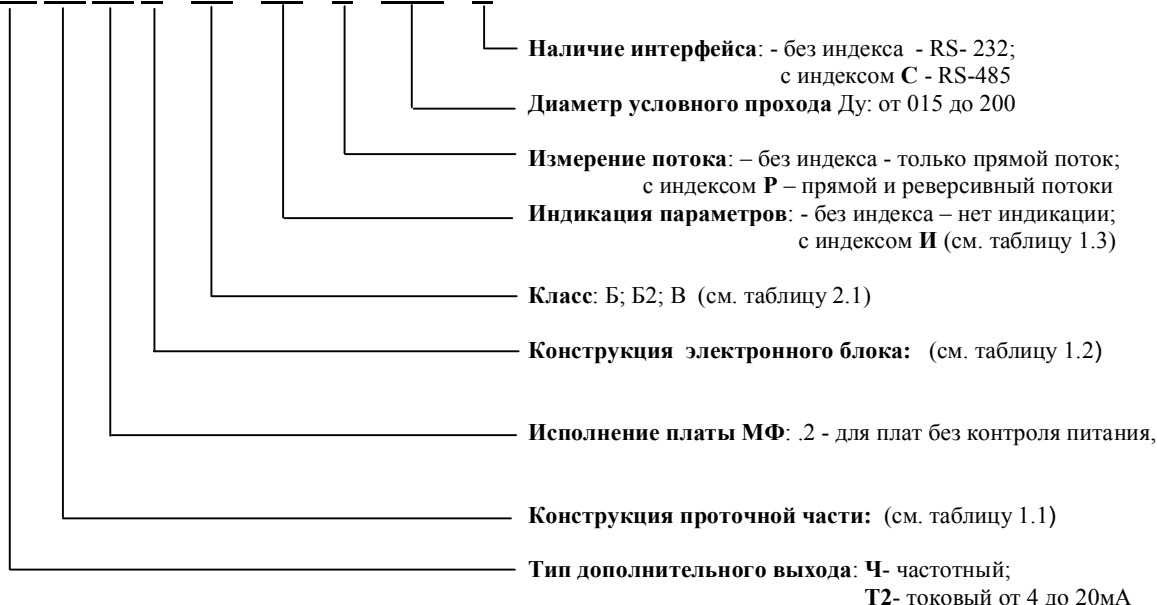 Наличие интерфейса: - без индекса - RS- 232;
с индексом С - RS-485
Диаметр условного прохода Ду: от 015 до 200
Измерение потока: – без индекса - только прямой поток;
с индексом Р – прямой и реверсивный потоки
Индикация параметров: - без индекса – нет индикации;
с индексом И (см. таблицу 1.3)
Класс: Б; Б2; В (см. таблицу 2.1)
Конструкция электронного блока: (см. таблицу 1.2)
Исполнение платы МФ: .2 - для плат без контроля питания,
Конструкция проточной части: (см. таблицу 1.1)
Тип дополнительного выхода: Ч- частотный;
Т2- токовый от 4 до 20мА